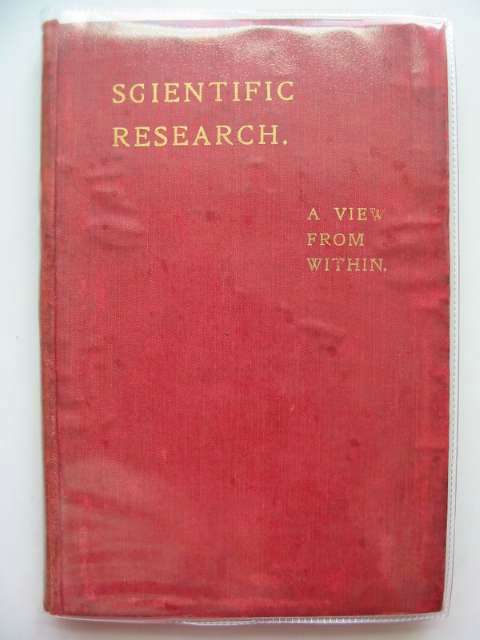 SCIENTIFIC
RESEARCH.
A VIEW
FROM
WITHIN.